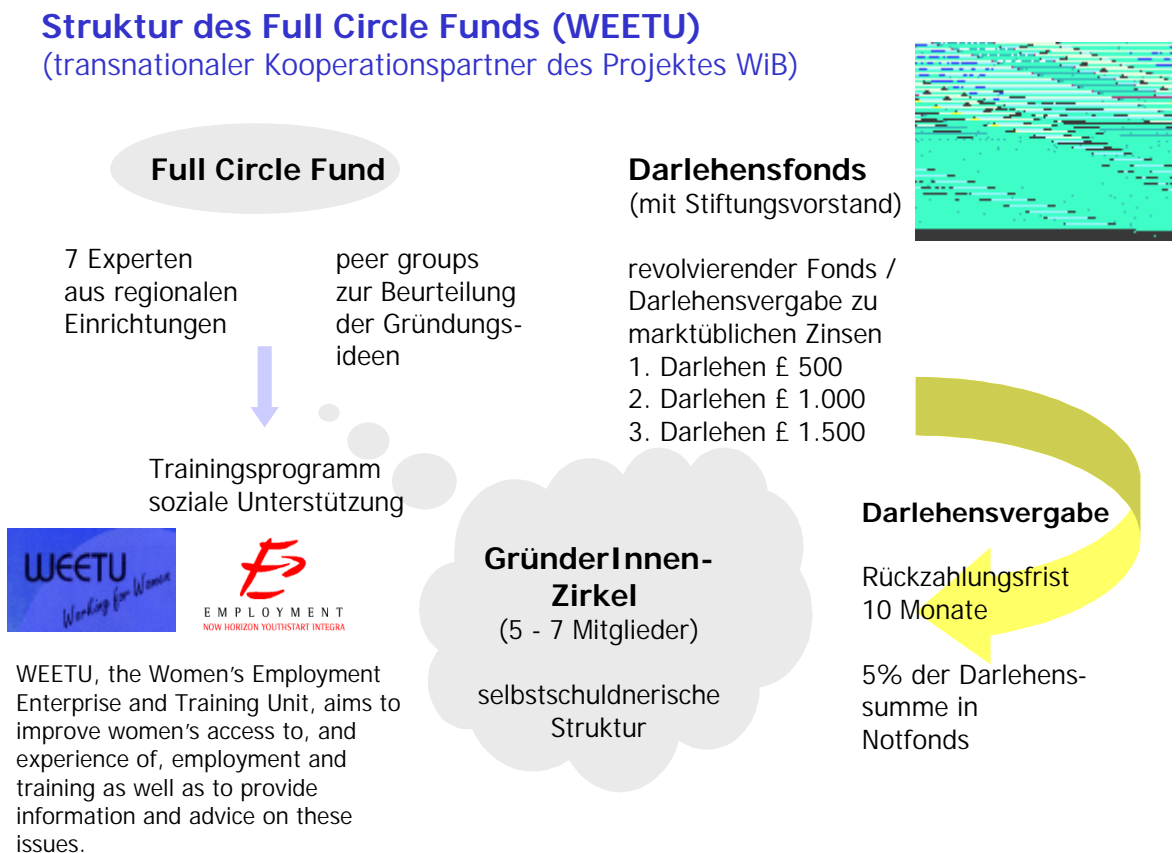 Struktur des Full Circle Funds (WEETU)
(transnationaler Kooperationspartner des Projektes WiB)
Full Circle Fund
7 Experten
aus regionalen
Einrichtungen
peer groups
zur Beurteilung
der Gründungs-
ideen
Trainingsprogramm
soziale Unterstützung
WEETU
Working for Women
EMPLOYMENT
NOW HORIZON YOUTHSTART INTEGRA
WEETU, the Women's Employment
Enterprise and Training Unit, aims to
improve women's access to, and
experience of, employment and
training as well as to provide
information and advice on these
issues.
GründerInnen-
Zirkel
(5 - 7 Mitglieder)
selbstschuldnerische
Struktur
Darlehensfonds
(mit Stiftungsvorstand)
revolvierender Fonds /
Darlehensvergabe zu
marktüblichen Zinsen
1. Darlehen £ 500
2. Darlehen £ 1.000
3. Darlehen £ 1.500
Darlehensvergabe
Rückzahlungsfrist
10 Monate
5% der Darlehens-
summe in
Notfonds